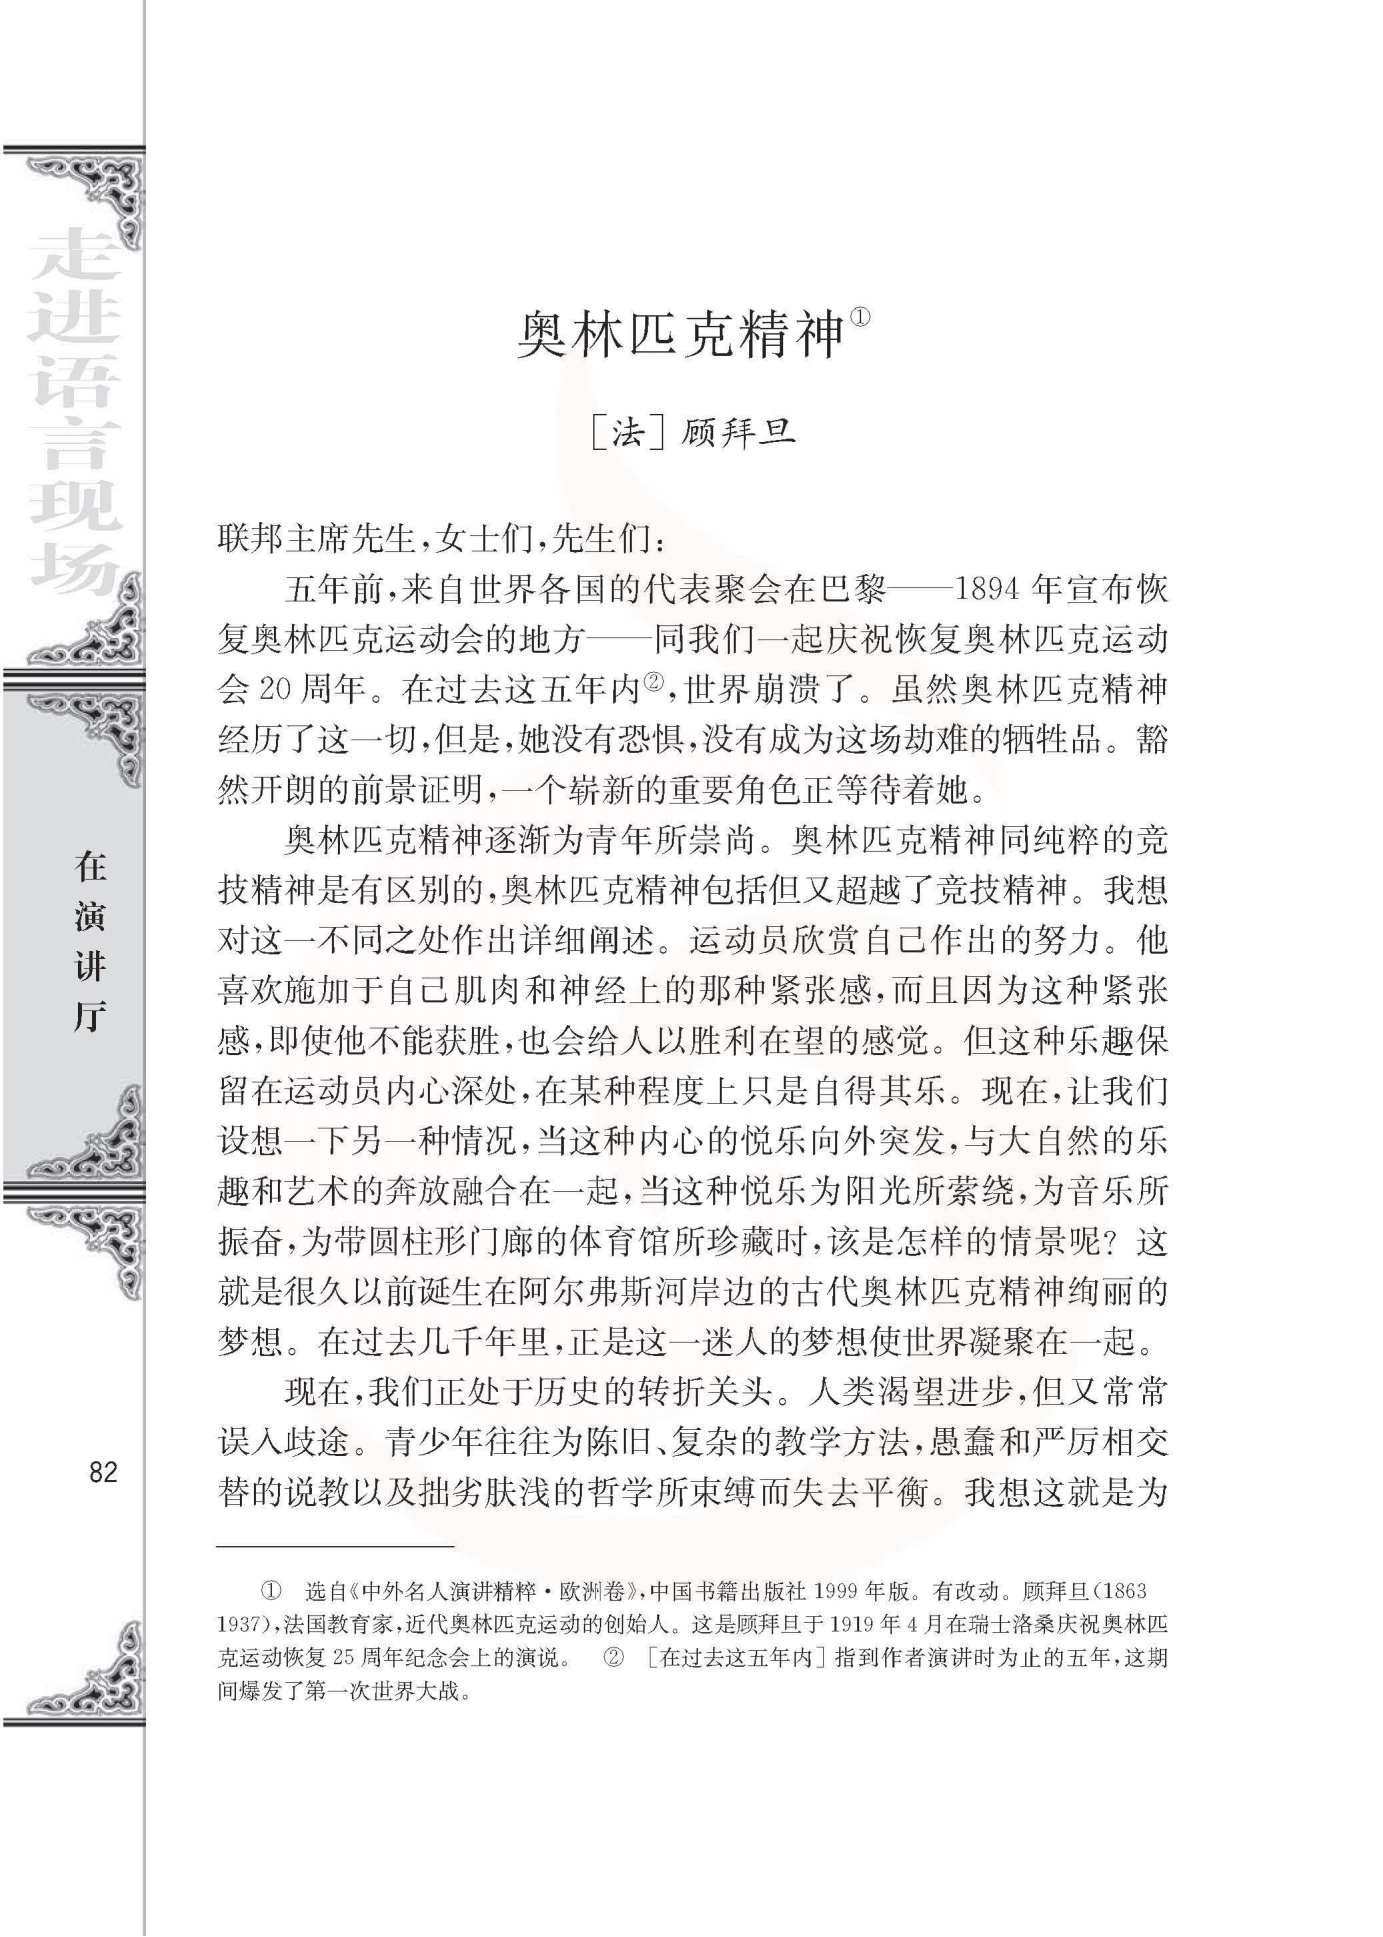 走进语言现场
在演讲厅
82
奥林匹克精神①
［法］顾拜旦
联邦主席先生，女士们，先生们：
五年前，来自世界各国的代表聚会在巴黎——1894 年宣布恢
复奥林匹克运动会的地方——同我们一起庆祝恢复奥林匹克运动
会 20 周年。在过去这五年内②，世界崩溃了。虽然奥林匹克精神
经历了这一切，但是，她没有恐惧，没有成为这场劫难的牺牲品。豁
然开朗的前景证明，一个崭新的重要角色正等待着她。
奥林匹克精神逐渐为青年所崇尚。奥林匹克精神同纯粹的竞
技精神是有区别的，奥林匹克精神包括但又超越了竞技精神。我想
对这一不同之处作出详细阐述。运动员欣赏自己作出的努力。他
喜欢施加于自己肌肉和神经上的那种紧张感，而且因为这种紧张
感，即使他不能获胜，也会给人以胜利在望的感觉。但这种乐趣保
留在运动员内心深处，在某种程度上只是自得其乐。现在，让我们
设想一下另一种情况，当这种内心的悦乐向外突发，与大自然的乐
趣和艺术的奔放融合在一起，当这种悦乐为阳光所萦绕，为音乐所
振奋，为带圆柱形门廊的体育馆所珍藏时，该是怎样的情景呢？这
就是很久以前诞生在阿尔弗斯河岸边的古代奥林匹克精神绚丽的
梦想。在过去几千年里，正是这一迷人的梦想使世界凝聚在一起。
现在，我们正处于历史的转折关头。人类渴望进步，但又常常
误入歧途。青少年往往为陈旧、复杂的教学方法，愚蠢和严厉相交
替的说教以及拙劣肤浅的哲学所束缚而失去平衡。我想这就是为
① 选自《中外名人演讲精粹·欧洲卷》，中国书籍出版社 1999 年版。有改动。顾拜旦（1863
1937），法国教育家，近代奥林匹克运动的创始人。这是顾拜旦于 1919 年 4 月在瑞士洛桑庆祝奥林匹
克运动恢复 25 周年纪念会上的演说。 ② ［在过去这五年内］指到作者演讲时为止的五年，这期
间爆发了第一次世界大战。